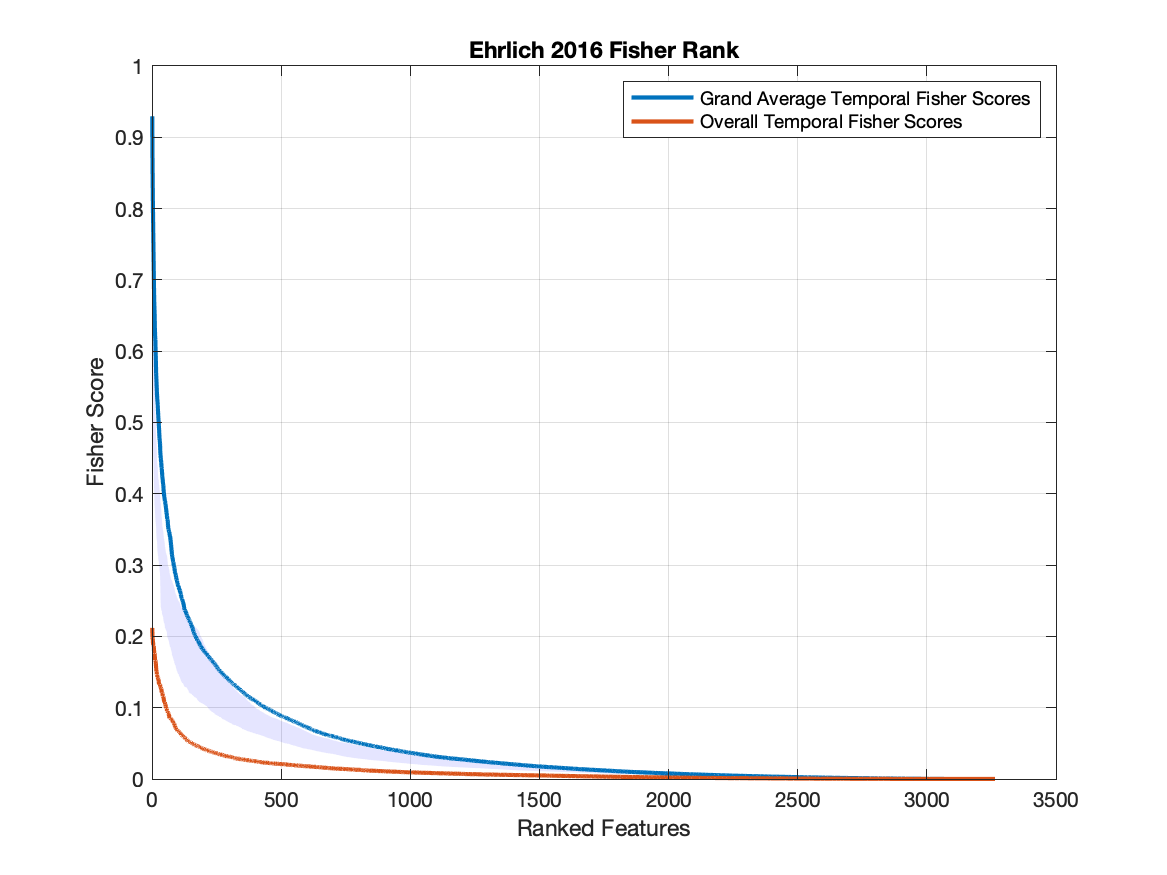 Ehrlich 2016 Fisher Rank
Grand Average Temporal Fisher Scores
Overall Temporal Fisher Scores
1
0.9
0.8
0.7
0.6
0.5
0.4
0.3
0.2
0.1
0
Fisher Score
0 500 1000 1500 2000 2500 3000 3500
Ranked Features